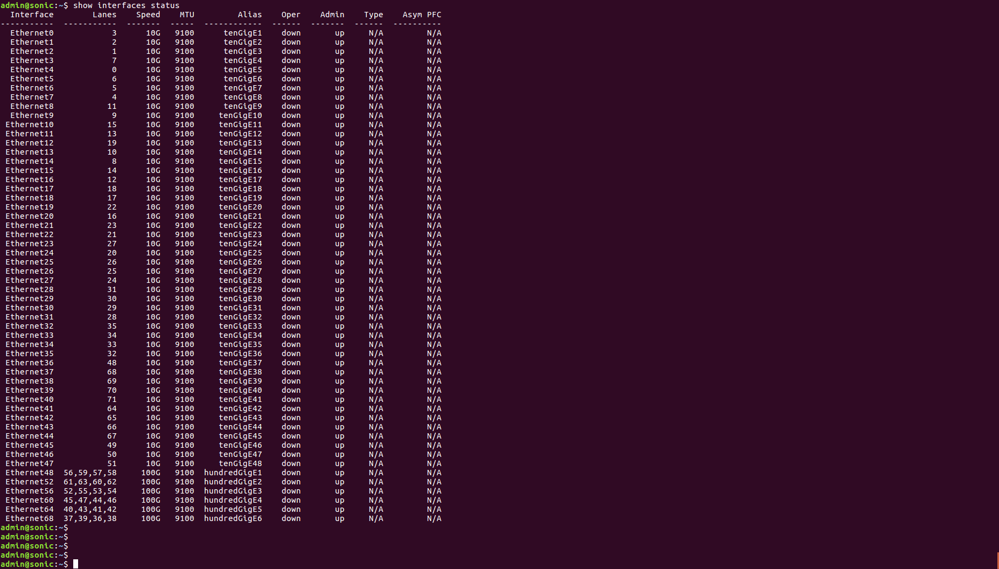 admin@sonic:~$ show interfaces status
  Interface        Lanes    Speed    MTU         Alias    Oper    Admin    Type    Asym PFC
-----------  -----------  -------  -----  ------------  ------  -------  ------  ----------
  Ethernet0            3      10G   9100      tenGigE1    down       up     N/A         N/A
  Ethernet1            2      10G   9100      tenGigE2    down       up     N/A         N/A
  Ethernet2            1      10G   9100      tenGigE3    down       up     N/A         N/A
  Ethernet3            7      10G   9100      tenGigE4    down       up     N/A         N/A
  Ethernet4            0      10G   9100      tenGigE5    down       up     N/A         N/A
  Ethernet5            6      10G   9100      tenGigE6    down       up     N/A         N/A
  Ethernet6            5      10G   9100      tenGigE7    down       up     N/A         N/A
  Ethernet7            4      10G   9100      tenGigE8    down       up     N/A         N/A
  Ethernet8           11      10G   9100      tenGigE9    down       up     N/A         N/A
  Ethernet9            9      10G   9100     tenGigE10    down       up     N/A         N/A
 Ethernet10           15      10G   9100     tenGigE11    down       up     N/A         N/A
 Ethernet11           13      10G   9100     tenGigE12    down       up     N/A         N/A
 Ethernet12           19      10G   9100     tenGigE13    down       up     N/A         N/A
 Ethernet13           10      10G   9100     tenGigE14    down       up     N/A         N/A
 Ethernet14            8      10G   9100     tenGigE15    down       up     N/A         N/A
 Ethernet15           14      10G   9100     tenGigE16    down       up     N/A         N/A
 Ethernet16           12      10G   9100     tenGigE17    down       up     N/A         N/A
 Ethernet17           18      10G   9100     tenGigE18    down       up     N/A         N/A
 Ethernet18           17      10G   9100     tenGigE19    down       up     N/A         N/A
 Ethernet19           22      10G   9100     tenGigE20    down       up     N/A         N/A
 Ethernet20           16      10G   9100     tenGigE21    down       up     N/A         N/A
 Ethernet21           23      10G   9100     tenGigE22    down       up     N/A         N/A
 Ethernet22           21      10G   9100     tenGigE23    down       up     N/A         N/A
 Ethernet23           27      10G   9100     tenGigE24    down       up     N/A         N/A
 Ethernet24           20      10G   9100     tenGigE25    down       up     N/A         N/A
 Ethernet25           26      10G   9100     tenGigE26    down       up     N/A         N/A
 Ethernet26           25      10G   9100     tenGigE27    down       up     N/A         N/A
 Ethernet27           24      10G   9100     tenGigE28    down       up     N/A         N/A
 Ethernet28           31      10G   9100     tenGigE29    down       up     N/A         N/A
 Ethernet29           30      10G   9100     tenGigE30    down       up     N/A         N/A
 Ethernet30           29      10G   9100     tenGigE31    down       up     N/A         N/A
 Ethernet31           28      10G   9100     tenGigE32    down       up     N/A         N/A
 Ethernet32           35      10G   9100     tenGigE33    down       up     N/A         N/A
 Ethernet33           34      10G   9100     tenGigE34    down       up     N/A         N/A
 Ethernet34           33      10G   9100     tenGigE35    down       up     N/A         N/A
 Ethernet35           32      10G   9100     tenGigE36    down       up     N/A         N/A
 Ethernet36           48      10G   9100     tenGigE37    down       up     N/A         N/A
 Ethernet37           68      10G   9100     tenGigE38    down       up     N/A         N/A
 Ethernet38           69      10G   9100     tenGigE39    down       up     N/A         N/A
 Ethernet39           70      10G   9100     tenGigE40    down       up     N/A         N/A
 Ethernet40           71      10G   9100     tenGigE41    down       up     N/A         N/A
 Ethernet41           64      10G   9100     tenGigE42    down       up     N/A         N/A
 Ethernet42           65      10G   9100     tenGigE43    down       up     N/A         N/A
 Ethernet43           66      10G   9100     tenGigE44    down       up     N/A         N/A
 Ethernet44           67      10G   9100     tenGigE45    down       up     N/A         N/A
 Ethernet45           49      10G   9100     tenGigE46    down       up     N/A         N/A
 Ethernet46           50      10G   9100     tenGigE47    down       up     N/A         N/A
 Ethernet47           51      10G   9100     tenGigE48    down       up     N/A         N/A
 Ethernet48  56,59,57,58     100G   9100  hundredGigE1    down       up     N/A         N/A
 Ethernet52  61,63,60,62     100G   9100  hundredGigE2    down       up     N/A         N/A
 Ethernet56  52,55,53,54     100G   9100  hundredGigE3    down       up     N/A         N/A
 Ethernet60  45,47,44,46     100G   9100  hundredGigE4    down       up     N/A         N/A
 Ethernet64  40,43,41,42     100G   9100  hundredGigE5    down       up     N/A         N/A
 Ethernet68  37,39,36,38     100G   9100  hundredGigE6    down       up     N/A         N/A
admin@sonic:~$
admin@sonic:~$
admin@sonic:~$
admin@sonic:~$
admin@sonic:~$